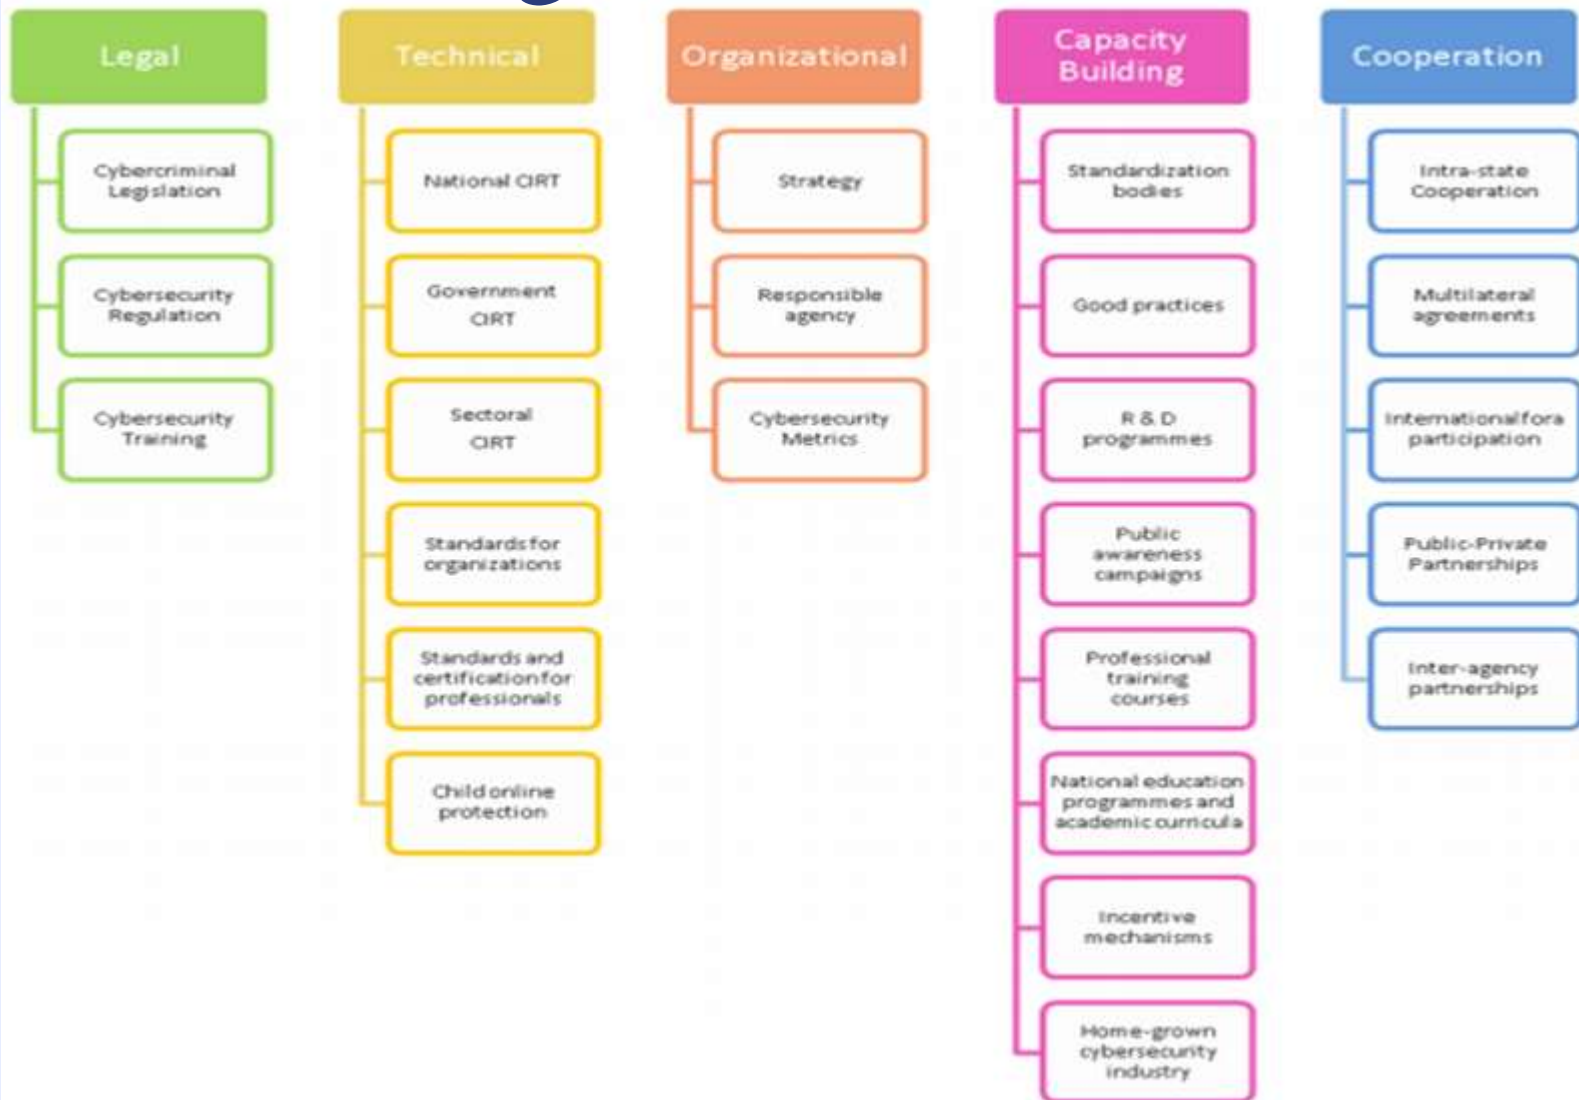 Legal
Cybercriminal
Legislation
Cybersecurity
Regulation
Cybersecurity
Training
Technical
National CIRT
Government
CIRT
Sectoral
CIRT
Standards for
organizations
Standards and
certification for
professionals
Child online
protection
Organizational
Strategy
Responsible
agency
Cybersecurity
Metrics
Capacity
Building
Standardization
bodies
Good practices
R & D
programmes
Public
awareness
campaigns
Professional
training
courses
National education
programmes and
academic curricula
Incentive
mechanisms
Home-grown
cybersecurity
industry
Cooperation
Intra-state
Cooperation
Multilateral
agreements
International fora
participation
Public-Private
Partnerships
Inter-agency
partnerships